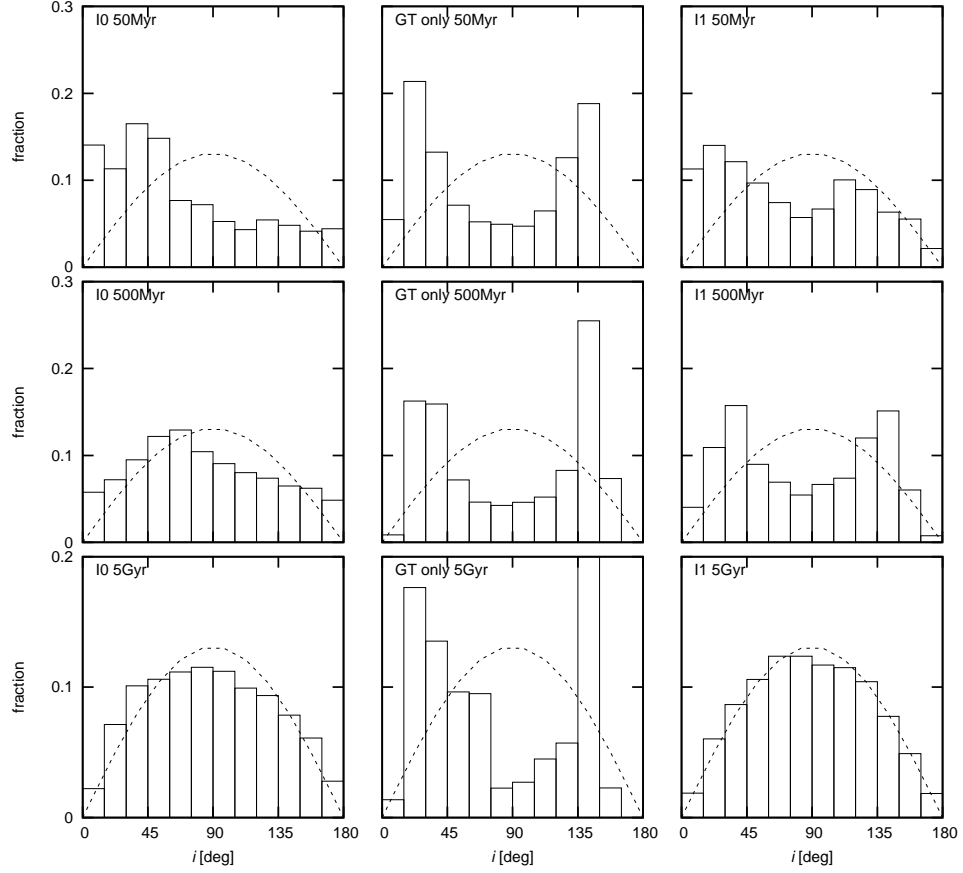 0.3
I0 50Myr
GT only 50Myr
I1 50Myr
0.2
fraction
0.1
0
0.3
I0 500Myr
GT only 500Myr
I1 500Myr
0.2
fraction
0.1
0
0.2
I0 5Gyr
GT only 5Gyr
I1 5Gyr
fraction
0.1
0
0 45 90 135 180
0 45 90 135 180
0 45 90 135 180
i [deg]
i [deg]
i [deg]